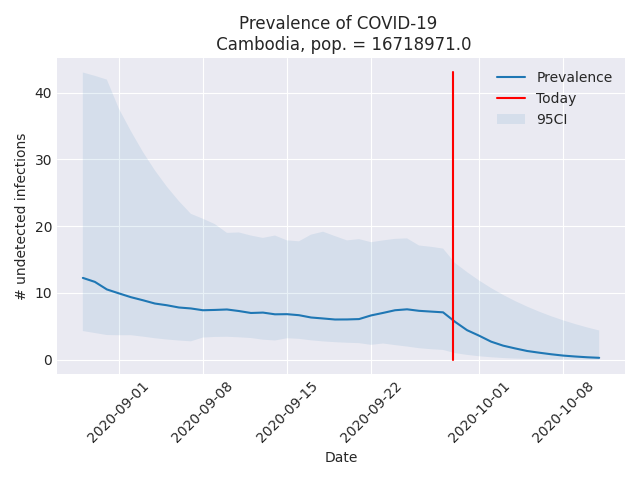 Prevalence of COVID-19
Cambodia, pop. = 16718971.0
Prevalence
Today
95CI
# undetected infections
40
30
20
10
0
2020-09-01
2020-09-08
2020-09-15
2020-09-22
2020-10-01
2020-10-08
Date